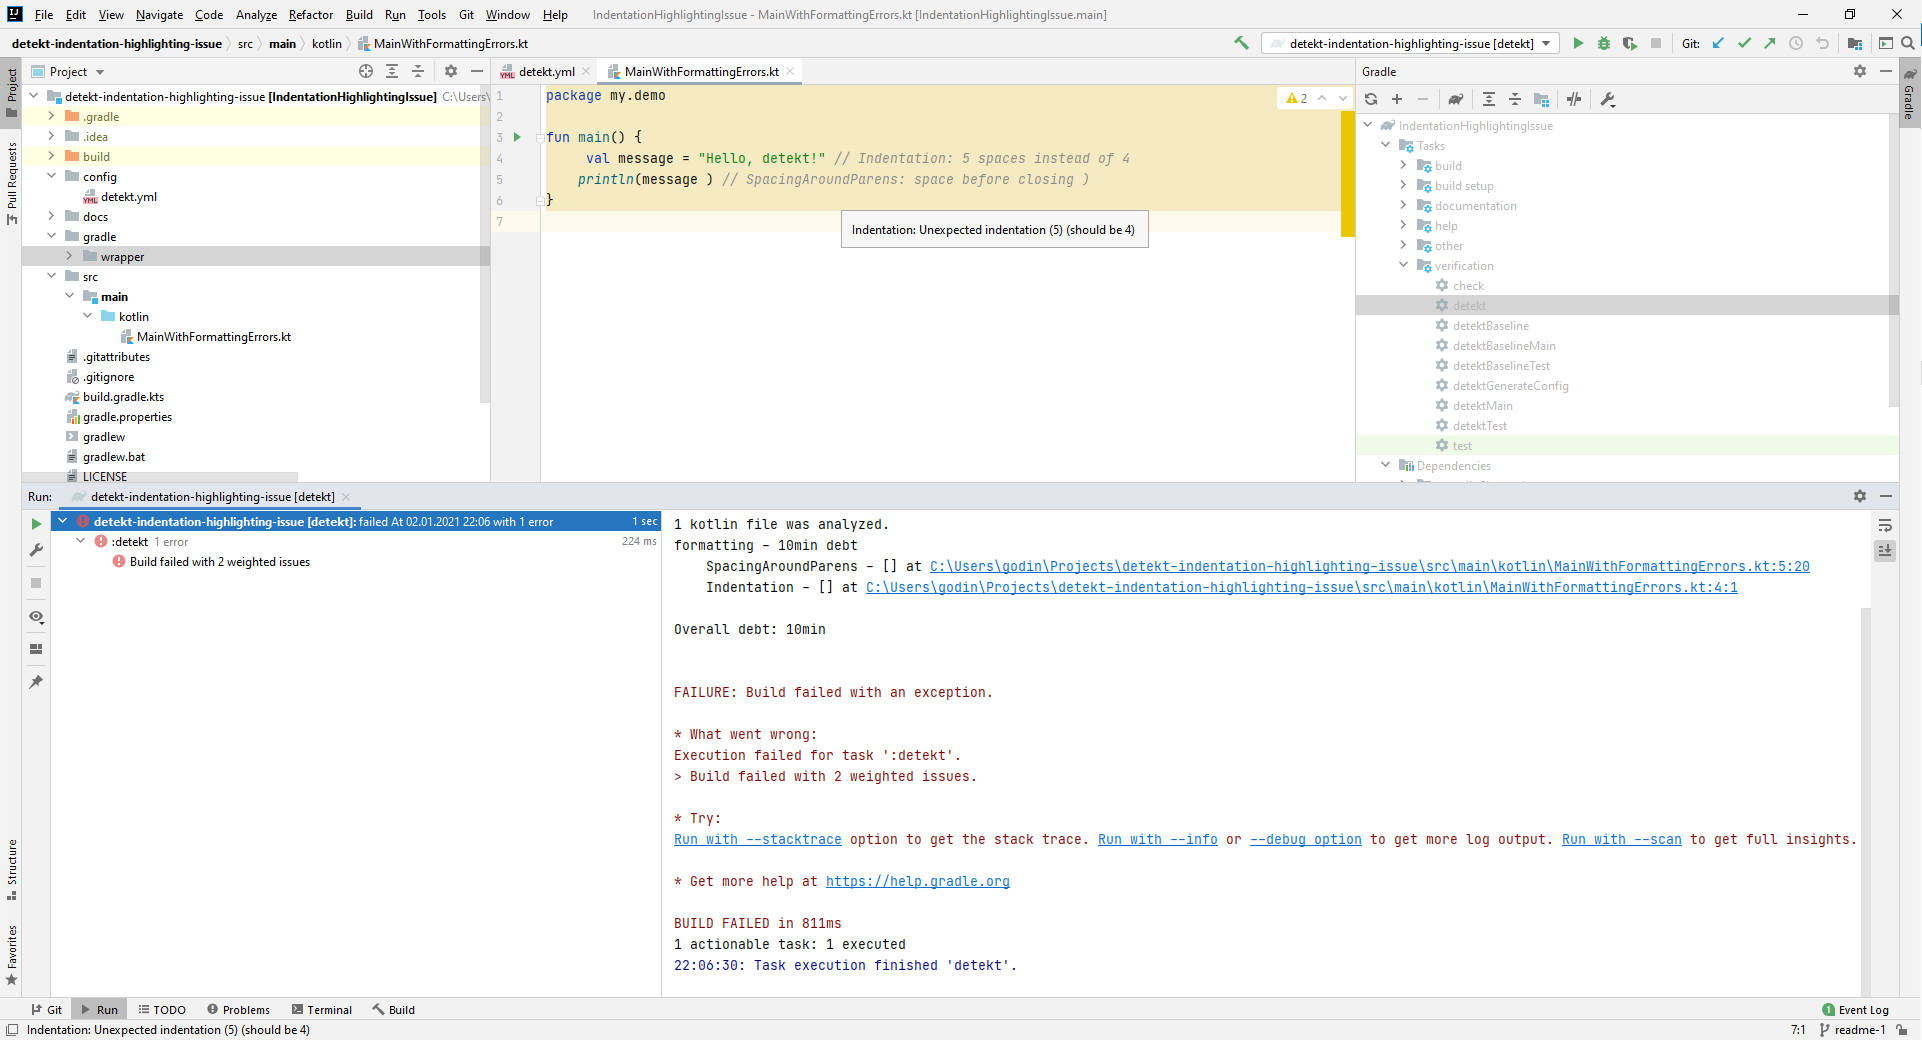 File Edit View Navigate Code Analyze Refactor Build Run Tools Git Window Help IndentationHighlightingIssue - MainWithFormattingErrors.kt [IndentationHighlightingIssue.main]
detekt-indentation-highlighting-issue src main kotlin MainWithFormattingErrors.kt detekt-indentation-highlighting-issue [detekt] Git:
Project
Pull Requests
Structure
Favorites
Project
detekt-indentation-highlighting-issue [IndentationHighlightingIssue] C:\Users\
.gradle
.idea
build
config
detekt.yml
docs
gradle
wrapper
src
main
kotlin
MainWithFormattingErrors.kt
.gitattributes
.gitignore
build.gradle.kts
gradle.properties
gradlew
gradlew.bat
LICENSE
detekt.yml MainWithFormattingErrors.kt
1 package my.demo
2
3 fun main() {
4 val message = "Hello, detekt!" // Indentation: 5 spaces instead of 4
5 println(message ) // SpacingAroundParens: space before closing )
6 }
7
2
Indentation: Unexpected indentation (5) (should be 4)
Gradle
IndentationHighlightingIssue
Tasks
build
build setup
documentation
help
other
verification
check
detekt
detektBaseline
detektBaselineMain
detektBaselineTest
detektGenerateConfig
detektMain
detektTest
test
Dependencies
Gradle
Run: detekt-indentation-highlighting-issue [detekt]
detekt-indentation-highlighting-issue [detekt]: failed At 02.01.2021 22:06 with 1 error 1 sec
:detekt 1 error 224 ms
Build failed with 2 weighted issues
1 kotlin file was analyzed.
formatting - 10min debt
SpacingAroundParens - [] at C:\Users\godin\Projects\detekt-indentation-highlighting-issue\src\main\kotlin\MainWithFormattingErrors.kt:5:20
Indentation - [] at C:\Users\godin\Projects\detekt-indentation-highlighting-issue\src\main\kotlin\MainWithFormattingErrors.kt:4:1
Overall debt: 10min
FAILURE: Build failed with an exception.
* What went wrong:
Execution failed for task ':detekt'.
> Build failed with 2 weighted issues.
* Try:
Run with --stacktrace option to get the stack trace. Run with --info or --debug option to get more log output. Run with --scan to get full insights.
* Get more help at https://help.gradle.org
BUILD FAILED in 811ms
1 actionable task: 1 executed
22:06:30: Task execution finished 'detekt'.
Git Run TODO Problems Terminal Build 1 Event Log
Indentation: Unexpected indentation (5) (should be 4) 7:1 readme-1